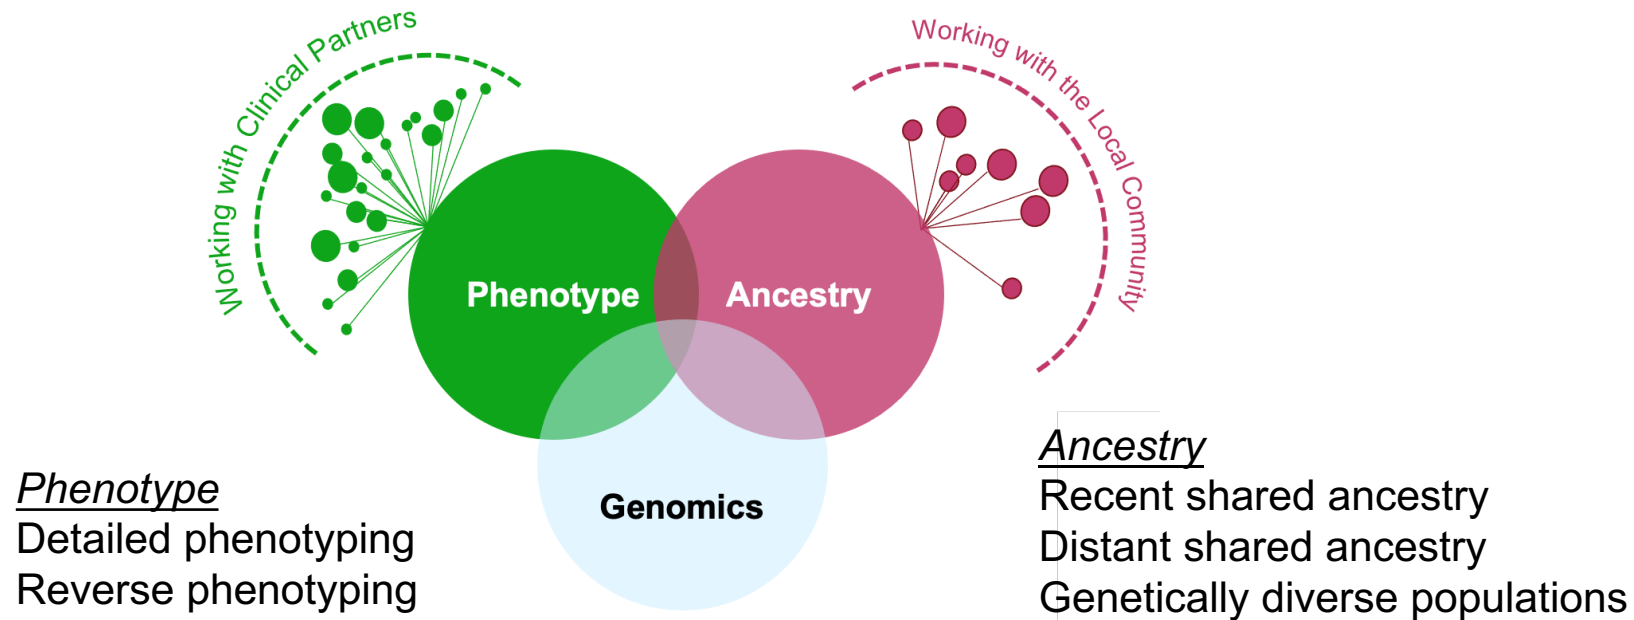 Working with Clinical Partners
Working with the Local Community
Phenotype
Ancestry
Genomics
Phenotype
Detailed phenotyping
Reverse phenotyping
Ancestry
Recent shared ancestry
Distant shared ancestry
Genetically diverse populations